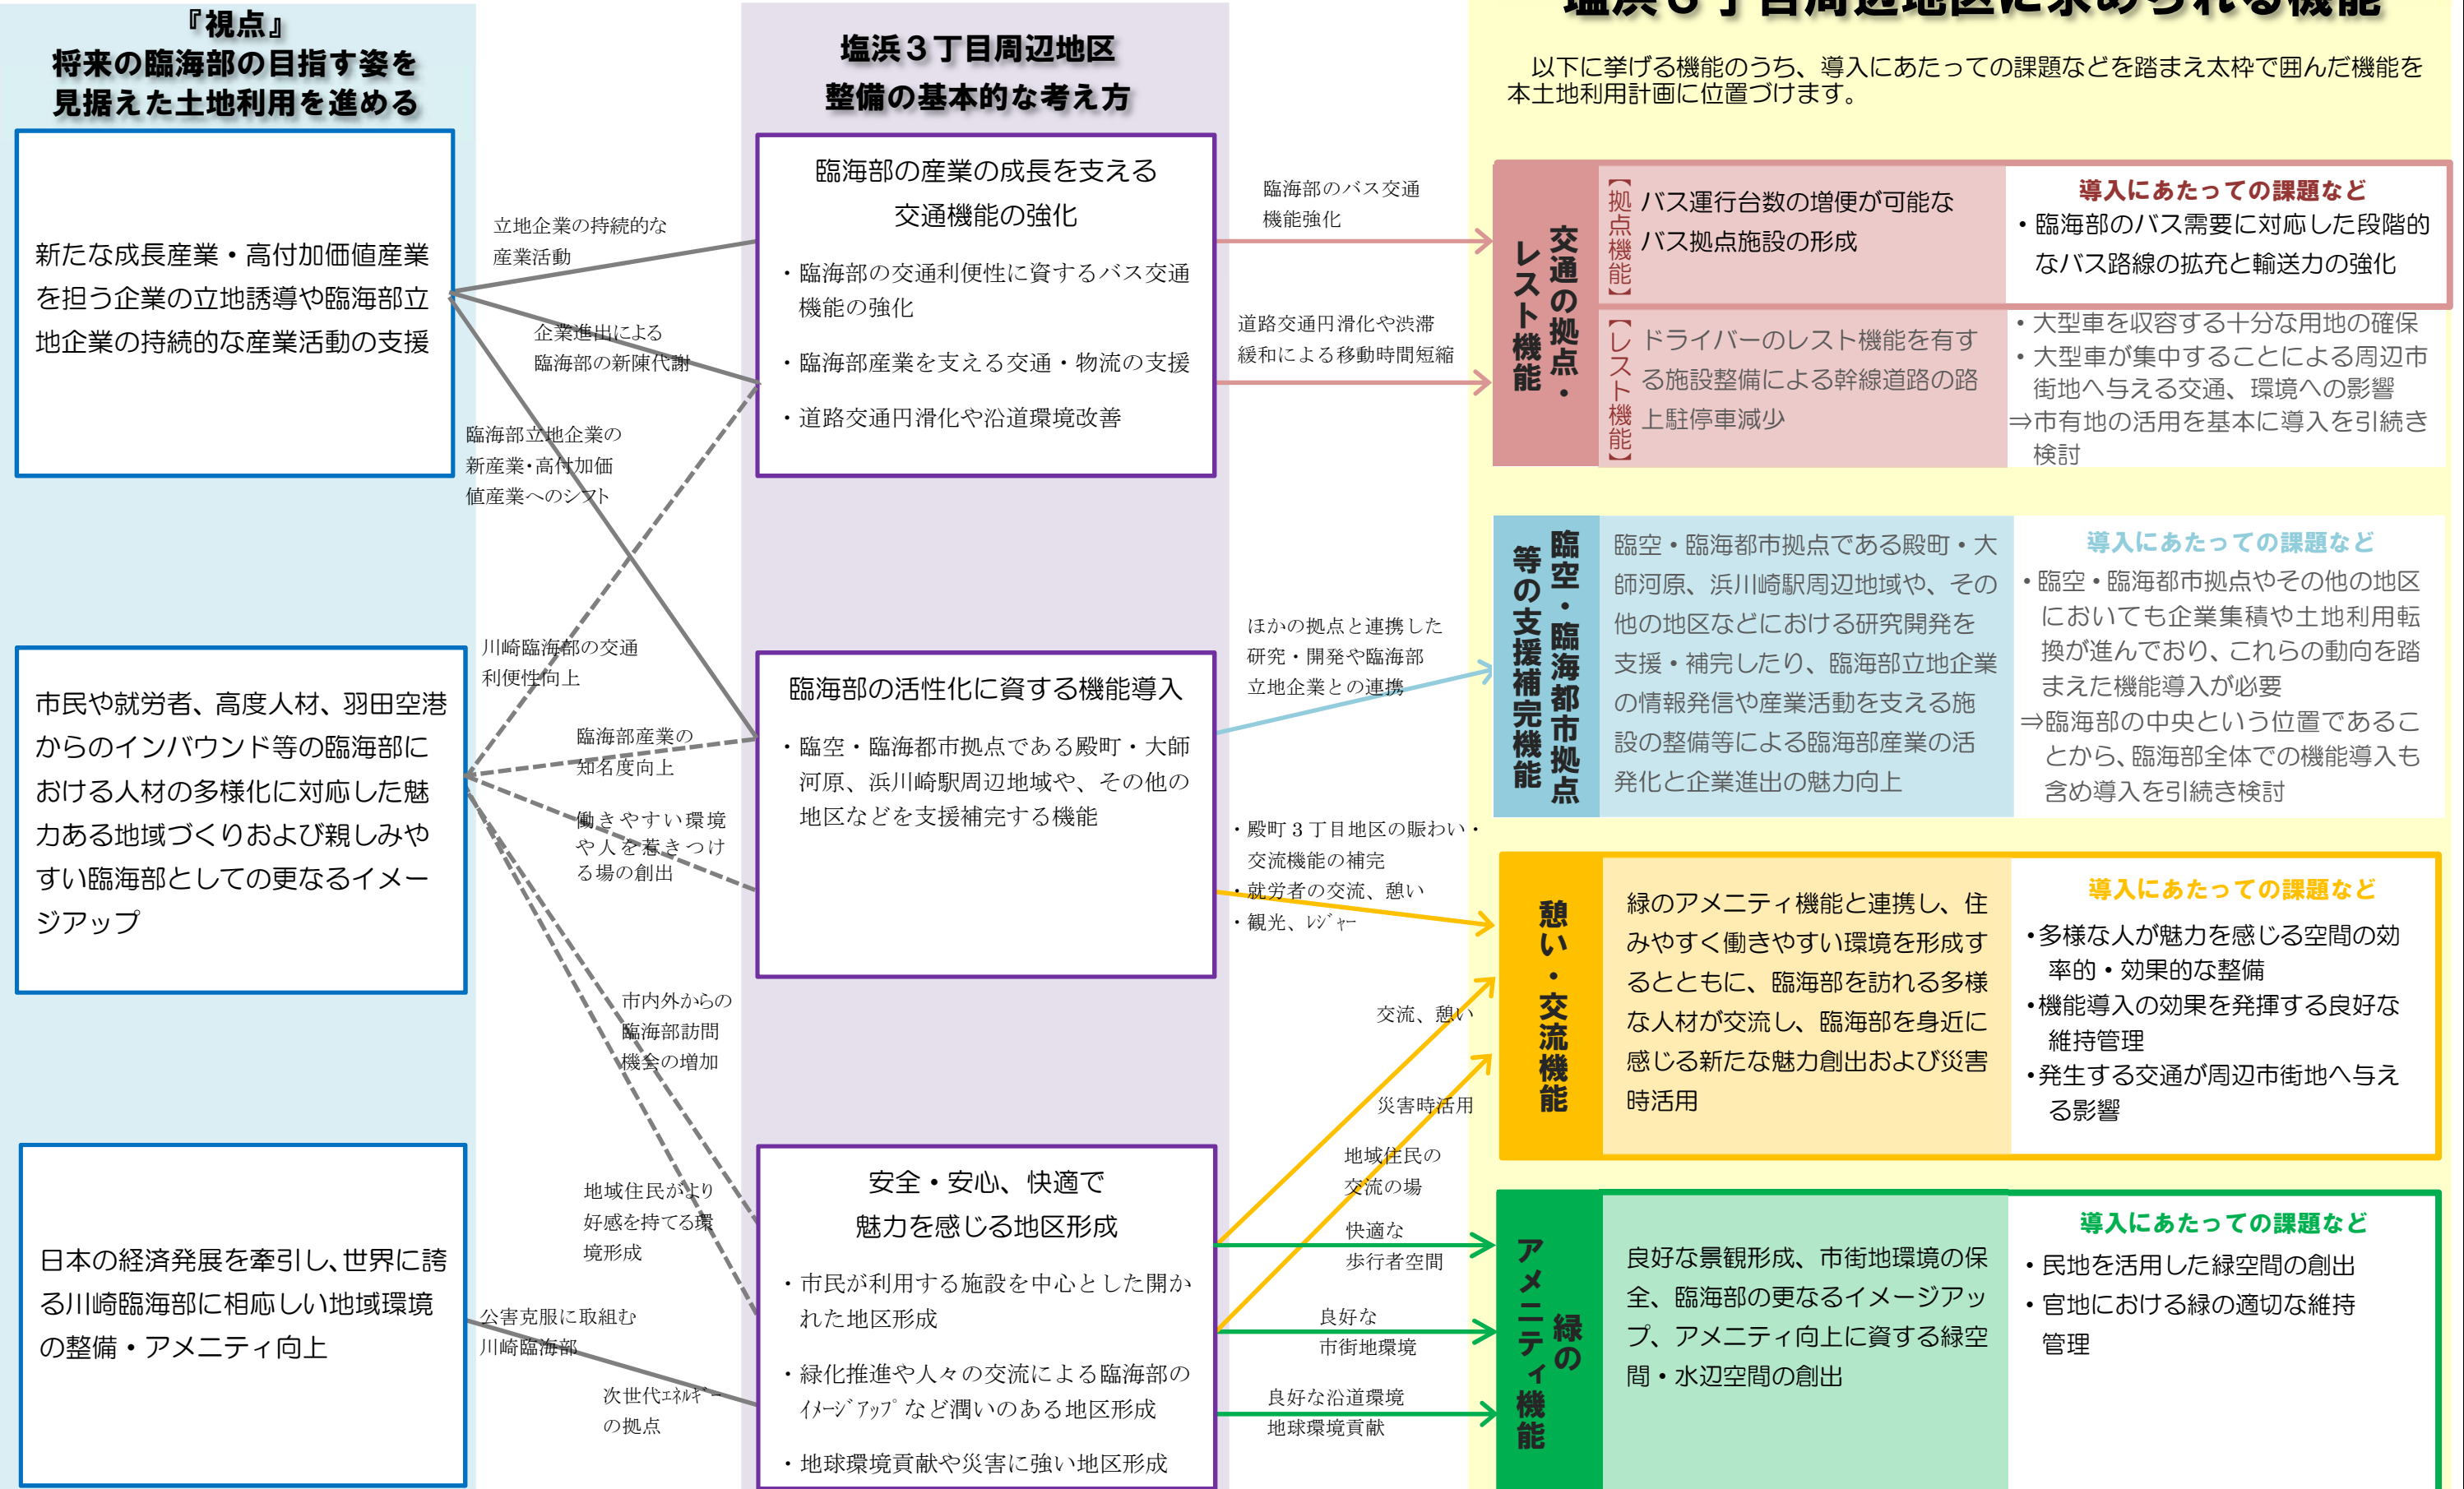 『視点』
将来の臨海部の目指す姿を
見据えた土地利用を進める
新たな成長産業・高付加価値産業
を担う企業の立地誘導や臨海部立
地企業の持続的な産業活動の支援
市民や就労者、高度人材、羽田空港
からのインバウンド等の臨海部に
おける人材の多様化に対応した魅
力ある地域づくりおよび親しみや
すい臨海部としての更なるイメー
ジアップ
日本の経済発展を牽引し、世界に誇
る川崎臨海部に相応しい地域環境
の整備・アメニティ向上
立地企業の持続的な
産業活動
企業進出による
臨海部の新陳代謝
臨海部立地企業の
新産業・高付加価
値産業へのシフト
川崎臨海部の交通
利便性向上
臨海部産業の
知名度向上
働きやすい環境
や人を惹きつけ
る場の創出
市内外からの
臨海部訪問
機会の増加
地域住民がより
好感を持てる環
境形成
公害克服に取組む
川崎臨海部
次世代ｴﾈﾙｷﾞｰ
の拠点
塩浜３丁目周辺地区
整備の基本的な考え方
臨海部の産業の成長を支える
交通機能の強化
・臨海部の交通利便性に資するバス交通
機能の強化
・臨海部産業を支える交通・物流の支援
・道路交通円滑化や沿道環境改善
臨海部の活性化に資する機能導入
・臨空・臨海都市拠点である殿町・大師
河原、浜川崎駅周辺地域や、その他の
地区などを支援補完する機能
安全・安心、快適で
魅力を感じる地区形成
・市民が利用する施設を中心とした開か
れた地区形成
・緑化推進や人々の交流による臨海部の
ｲﾒｰｼﾞｱｯﾌﾟなど潤いのある地区形成
・地球環境貢献や災害に強い地区形成
臨海部のバス交通
機能強化
道路交通円滑化や渋滞
緩和による移動時間短縮
ほかの拠点と連携した
研究・開発や臨海部
立地企業との連携
・殿町３丁目地区の賑わい・
交流機能の補完
・就労者の交流、憩い
・観光、ﾚｼﾞｬｰ
交流、憩い
災害時活用
地域住民の
交流の場
快適な
歩行者空間
良好な
市街地環境
良好な沿道環境
地球環境貢献
塩浜３丁目周辺地区に求められる機能
以下に挙げる機能のうち、導入にあたっての課題などを踏まえ太枠で囲んだ機能を
本土地利用計画に位置づけます。
交通の拠点・
レスト機能
【拠点機能】
バス運行台数の増便が可能な
バス拠点施設の形成
導入にあたっての課題など
・臨海部のバス需要に対応した段階的
なバス路線の拡充と輸送力の強化
【レスト機能】
ドライバーのレスト機能を有す
る施設整備による幹線道路の路
上駐停車減少
・大型車を収容する十分な用地の確保
・大型車が集中することによる周辺市
街地へ与える交通、環境への影響
⇒市有地の活用を基本に導入を引続き
検討
臨空・臨海都市拠点
等の支援補完機能
臨空・臨海都市拠点である殿町・大
師河原、浜川崎駅周辺地域や、その
他の地区などにおける研究開発を
支援・補完したり、臨海部立地企業
の情報発信や産業活動を支える施
設の整備等による臨海部産業の活
発化と企業進出の魅力向上
導入にあたっての課題など
・臨空・臨海都市拠点やその他の地区
においても企業集積や土地利用転
換が進んでおり、これらの動向を踏
まえた機能導入が必要
⇒臨海部の中央という位置であるこ
とから、臨海部全体での機能導入も
含め導入を引続き検討
憩い・交流機能
緑のアメニティ機能と連携し、住
みやすく働きやすい環境を形成す
るとともに、臨海部を訪れる多様
な人材が交流し、臨海部を身近に
感じる新たな魅力創出および災害
時活用
導入にあたっての課題など
・多様な人が魅力を感じる空間の効
率的・効果的な整備
・機能導入の効果を発揮する良好な
維持管理
・発生する交通が周辺市街地へ与え
る影響
緑の
アメニティ機能
良好な景観形成、市街地環境の保
全、臨海部の更なるイメージアッ
プ、アメニティ向上に資する緑空
間・水辺空間の創出
導入にあたっての課題など
・民地を活用した緑空間の創出
・官地における緑の適切な維持
管理